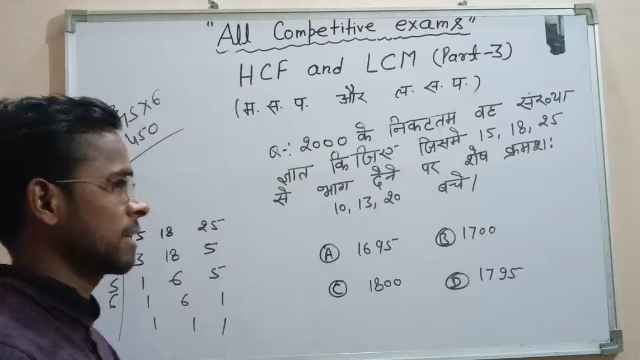 "All Competitive exams"
HCF and LCM (Part-3)
(म. स. प. और ल. स. प.)
Q-: 2000 के निकटतम वह संख्या
ज्ञात किजिए जिसमे 15, 18, 25
से भाग देने पर शेष क्रमशः
10, 13, 20 बचे।
(A) 1695 (B) 1700
(C) 1800 (D) 1795
75×6
450
5 18 25
3 18 5
5 1 6 5
6 1 6 1
1 1 1